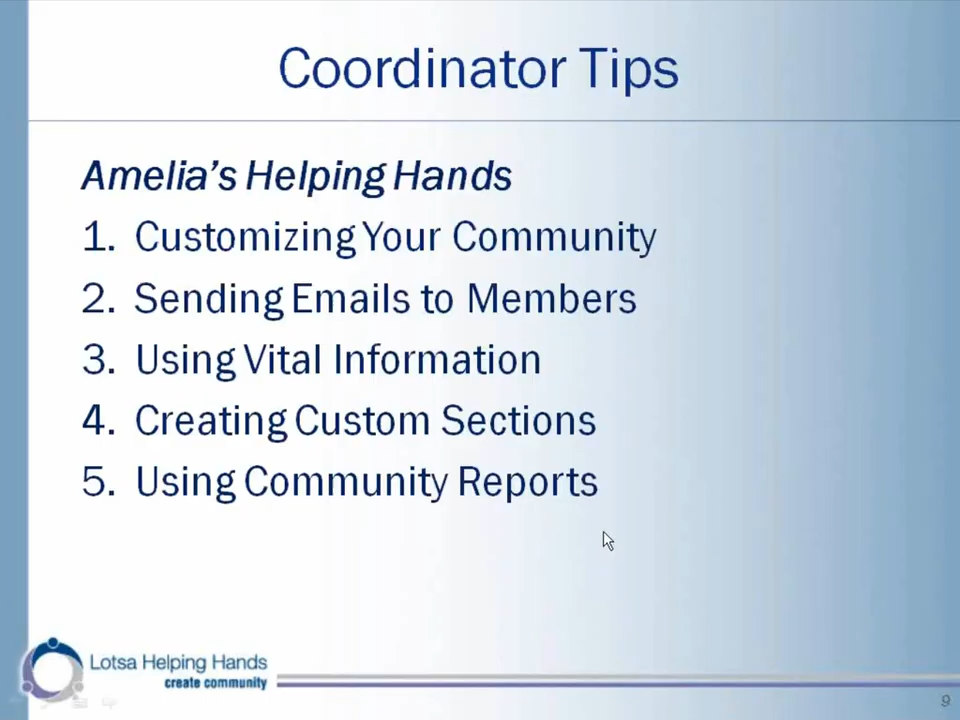 Coordinator Tips
Amelia's Helping Hands
1. Customizing Your Community
2. Sending Emails to Members
3. Using Vital Information
4. Creating Custom Sections
5. Using Community Reports
Lotsa Helping Hands
create community
9